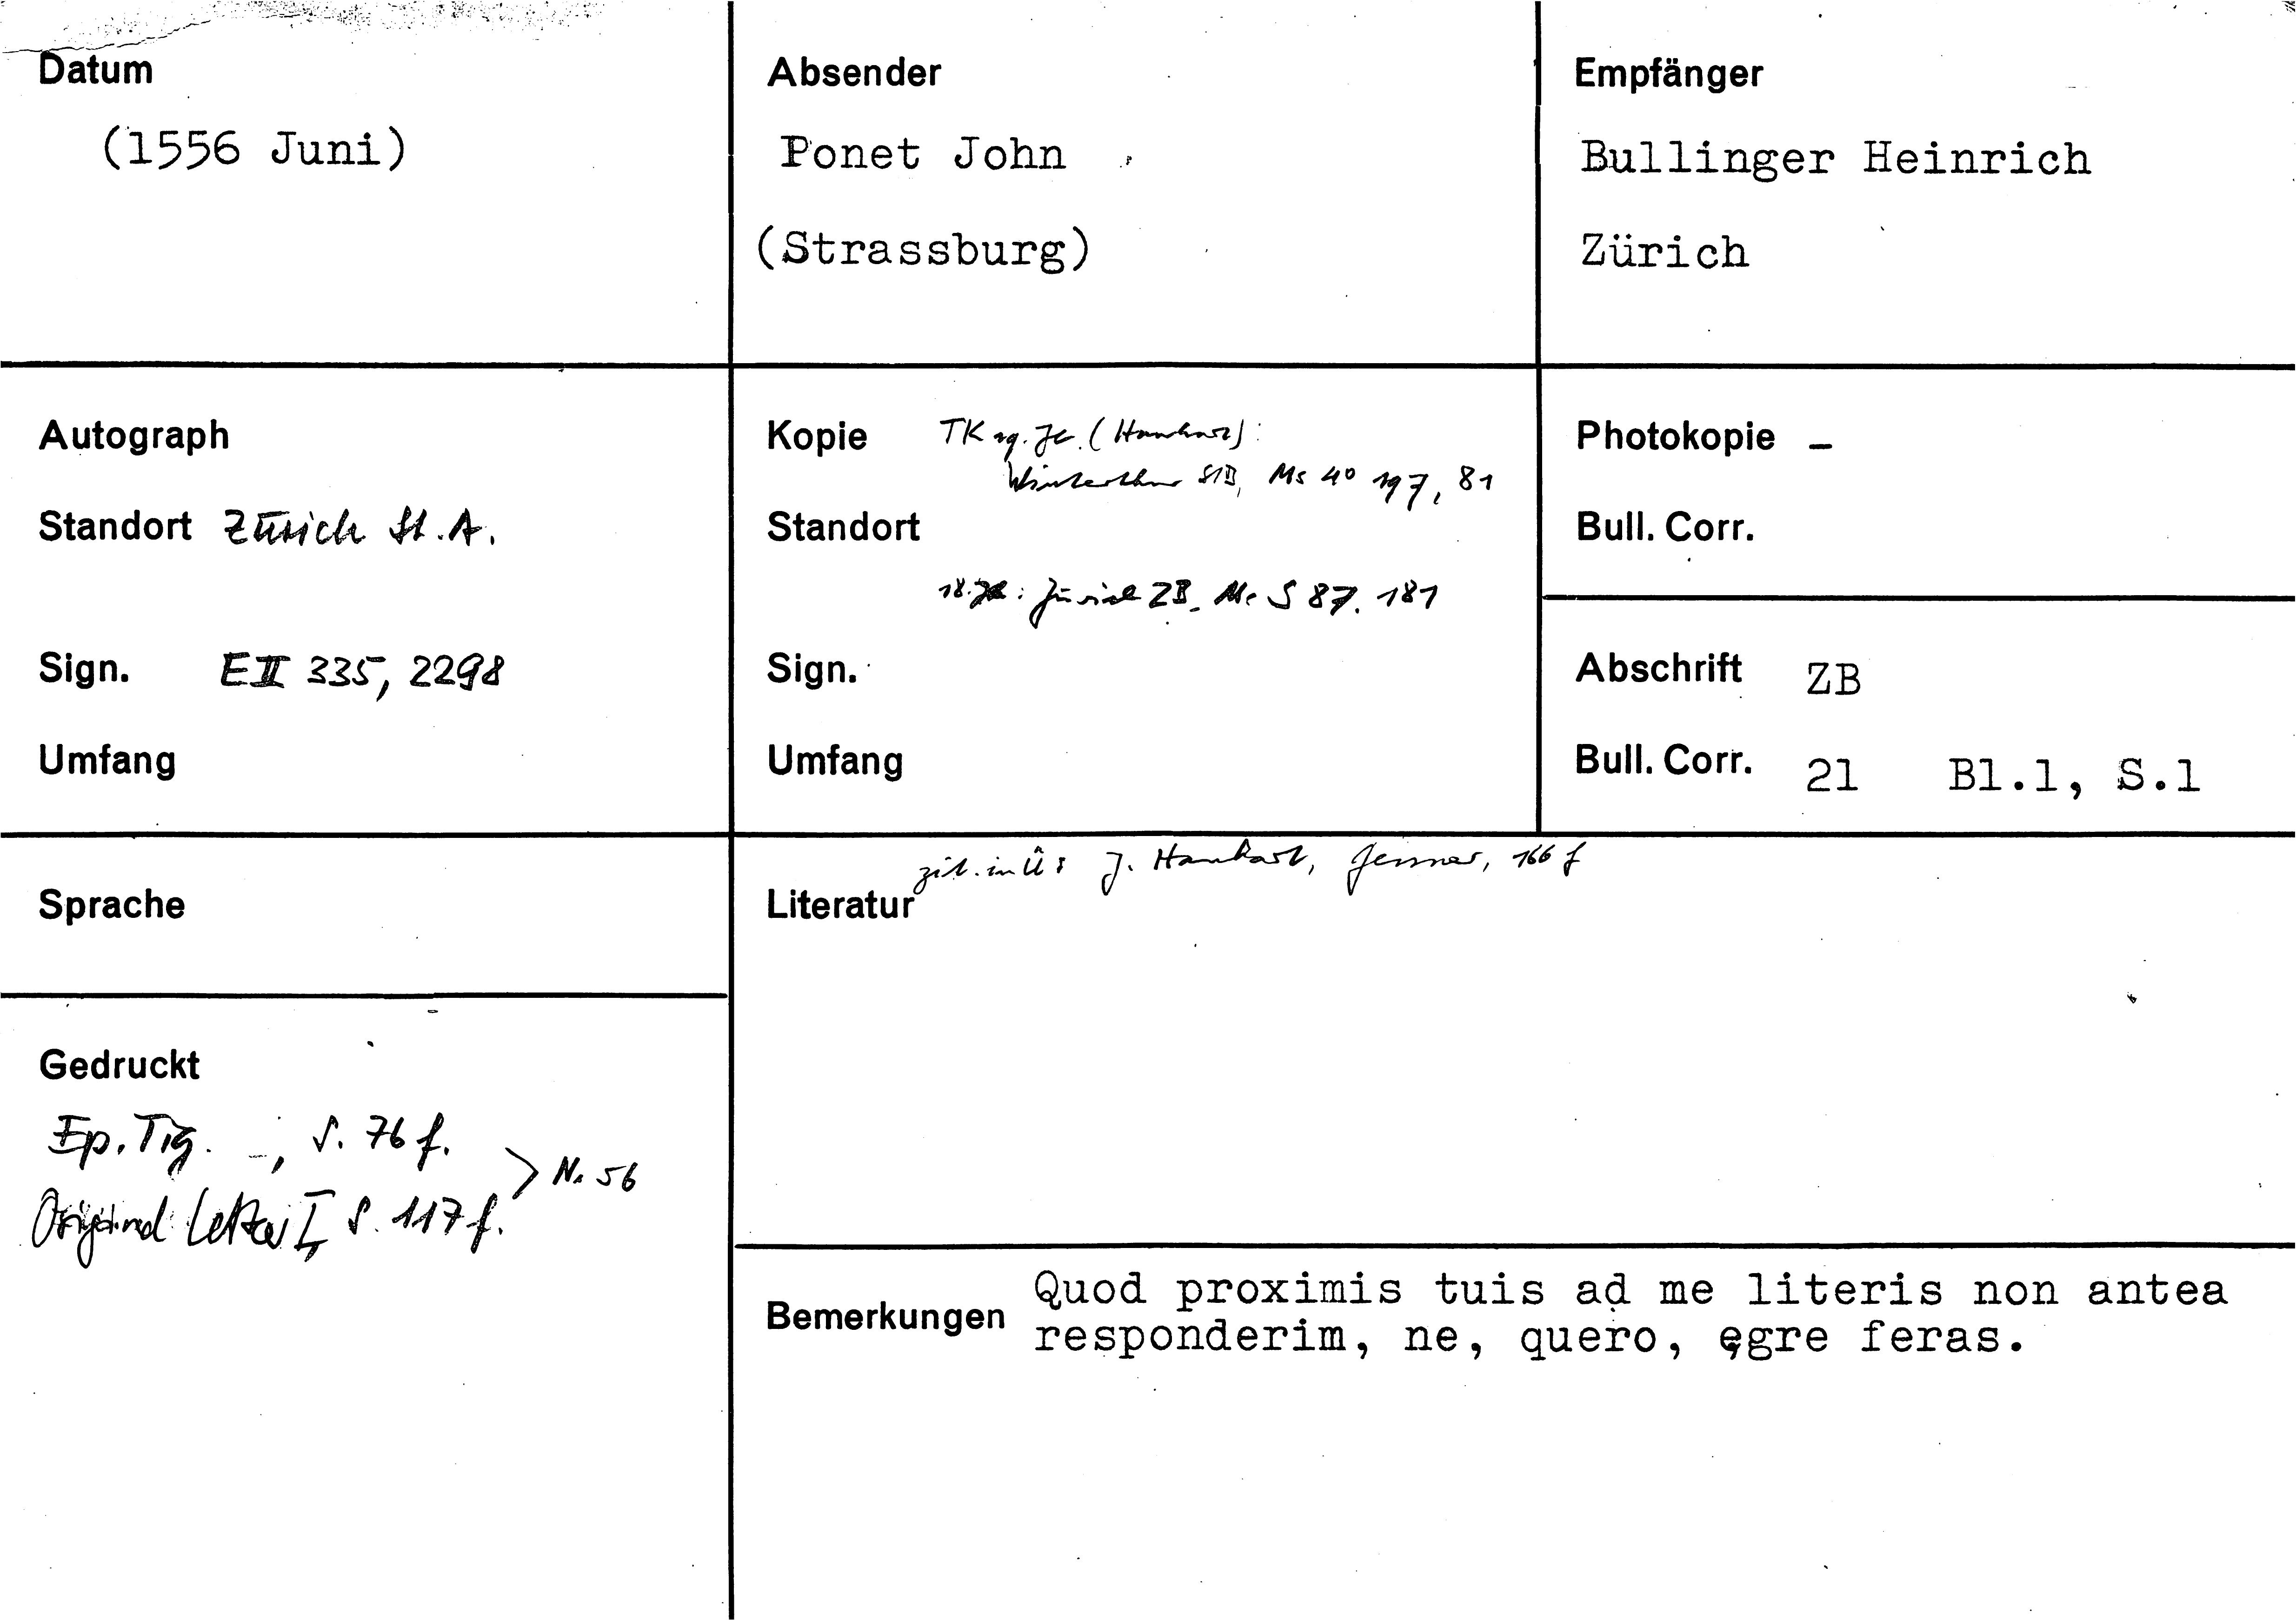 Datum
(1556 Juni)
Absender
Ponet John
(Strassburg)
Empfänger
Bullinger Heinrich
Zürich
Autograph
Standort Zürich St.A.
Sign. E II 335, 2298
Umfang
Kopie TK 19. Jh. (Hanhart):
Winterthur StB, Ms 4° 197, 81
Standort
18. Jh: Zürich ZB, Ms S 87. 181
Sign.
Umfang
Photokopie –
Bull. Corr.
Abschrift ZB
Bull. Corr. 21 Bl.1, S.1
Sprache
Gedruckt
Ep. Tig. –, S. 76 f.
Original Letters I, S. 117 f.
> Nr. 56
zit. in Ü: J. Hanhart, Gessner, 166 f
Literatur
Bemerkungen Quod proximis tuis ad me literis non antea
responderim, ne, quero, ęgre feras.